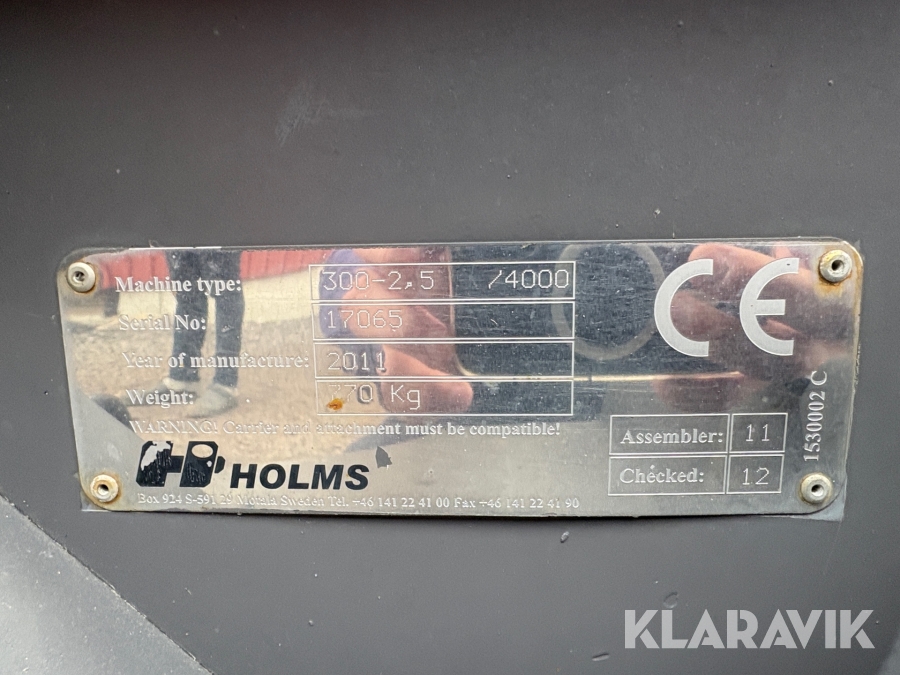 Machine type: 300-2,5 /4000
Serial No: 17065
Year of manufacture: 2011
Weight: 770 Kg
WARNING! Carrier and attachment must be compatible!
HOLMS
Box 924 S-591 29 Motala Sweden Tel. +46 141 22 41 00 Fax +46 141 22 41 90
CE
Assembler: 11
Checked: 12
1530002 C
KLARAVIK